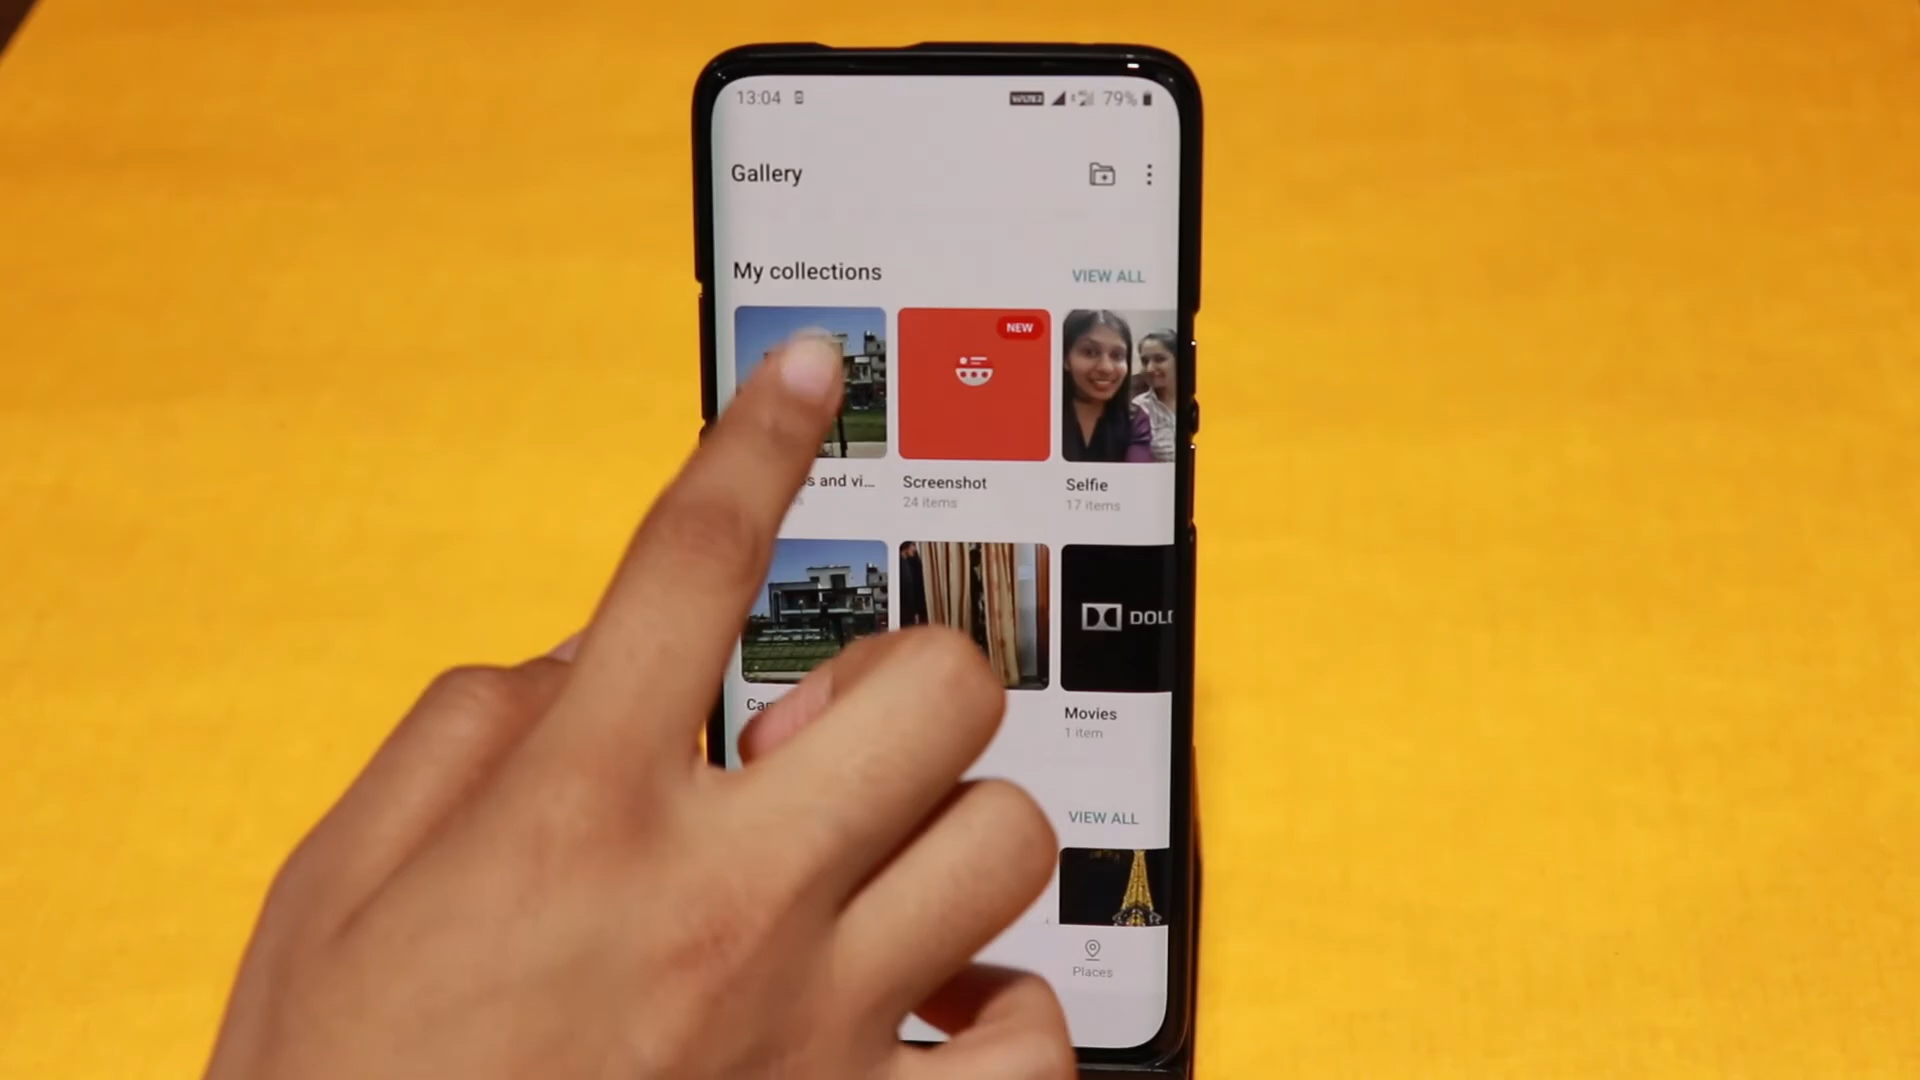 13:04
79%
Gallery
My collections
VIEW ALL
NEW
s and vi...
Screenshot
Selfie
24 items
17 items
DOL
Movies
1 item
VIEW ALL
Places